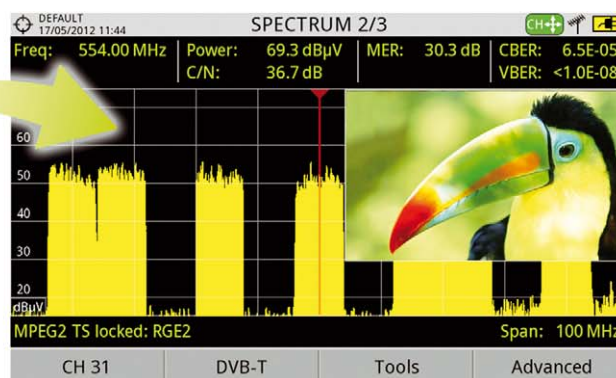 DEFAULT
17/05/2012 11:44
SPECTRUM 2/3
CH
Freq: 554.00 MHz
Power: 69.3 dBµV
MER: 30.3 dB
CBER: 6.5E-05
C/N: 36.7 dB
VBER: <1.0E-08
60
50
40
30
20
dBµV
MPEG2 TS locked: RGE2
Span: 100 MHz
CH 31
DVB-T
Tools
Advanced